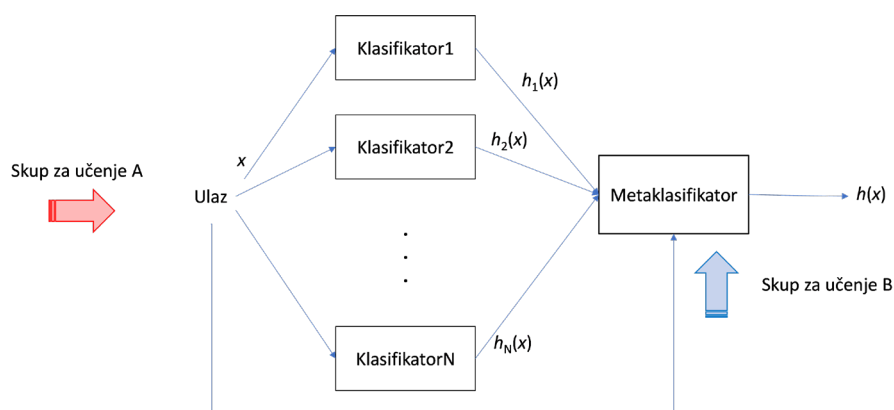 Klasifikator1
h1(x)
Klasifikator2
h2(x)
x
Skup za učenje A
Ulaz
Metaklasifikator
h(x)
Skup za učenje B
hN(x)
KlasifikatorN